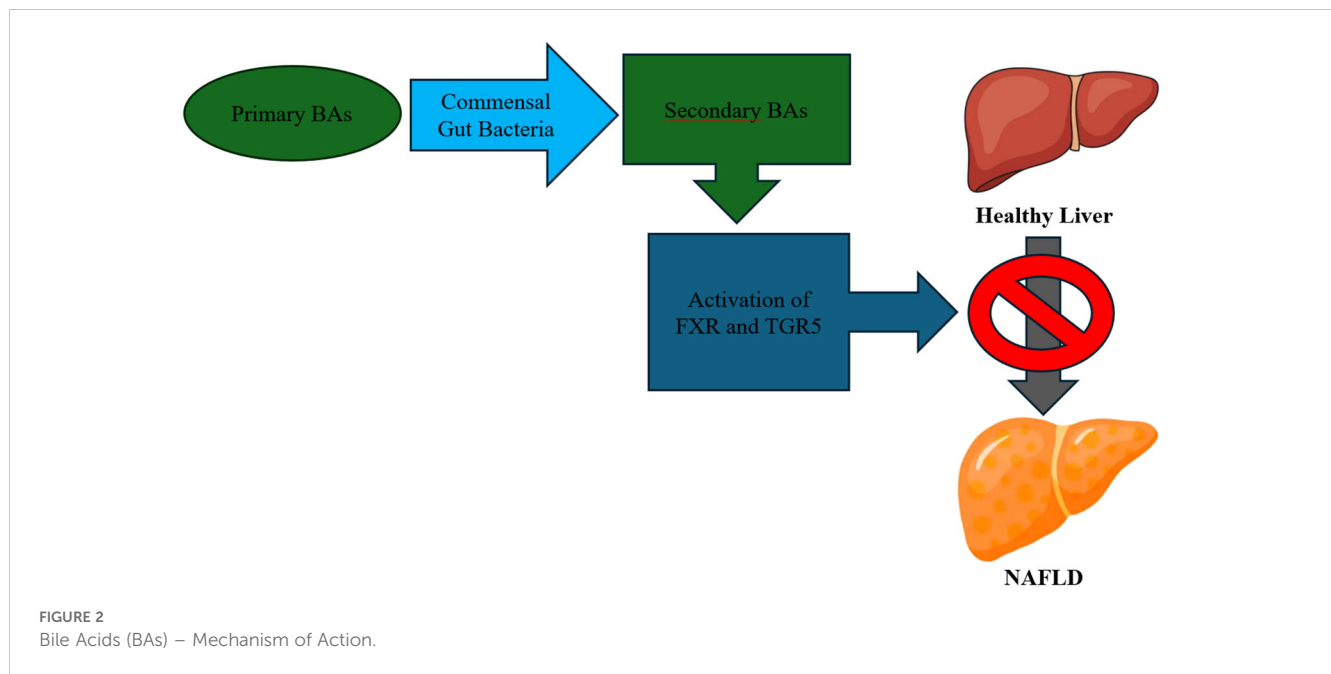 Primary BAs
Commensal
Gut Bacteria
Secondary BAs
Healthy Liver
Activation of
FXR and TGR5
NAFLD
FIGURE 2
Bile Acids (BAs) – Mechanism of Action.